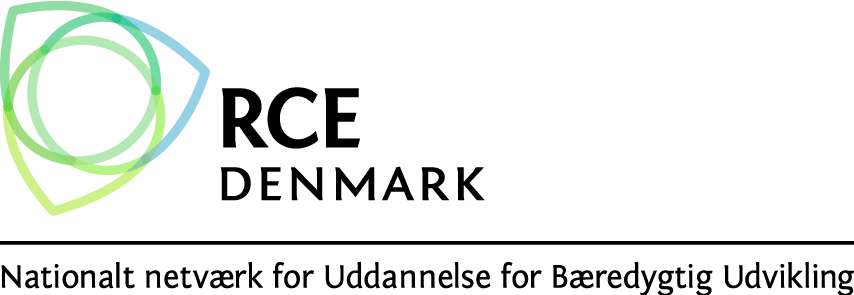 RCE
DENMARK
Nationalt netværk for Uddannelse for Bæredygtig Udvikling